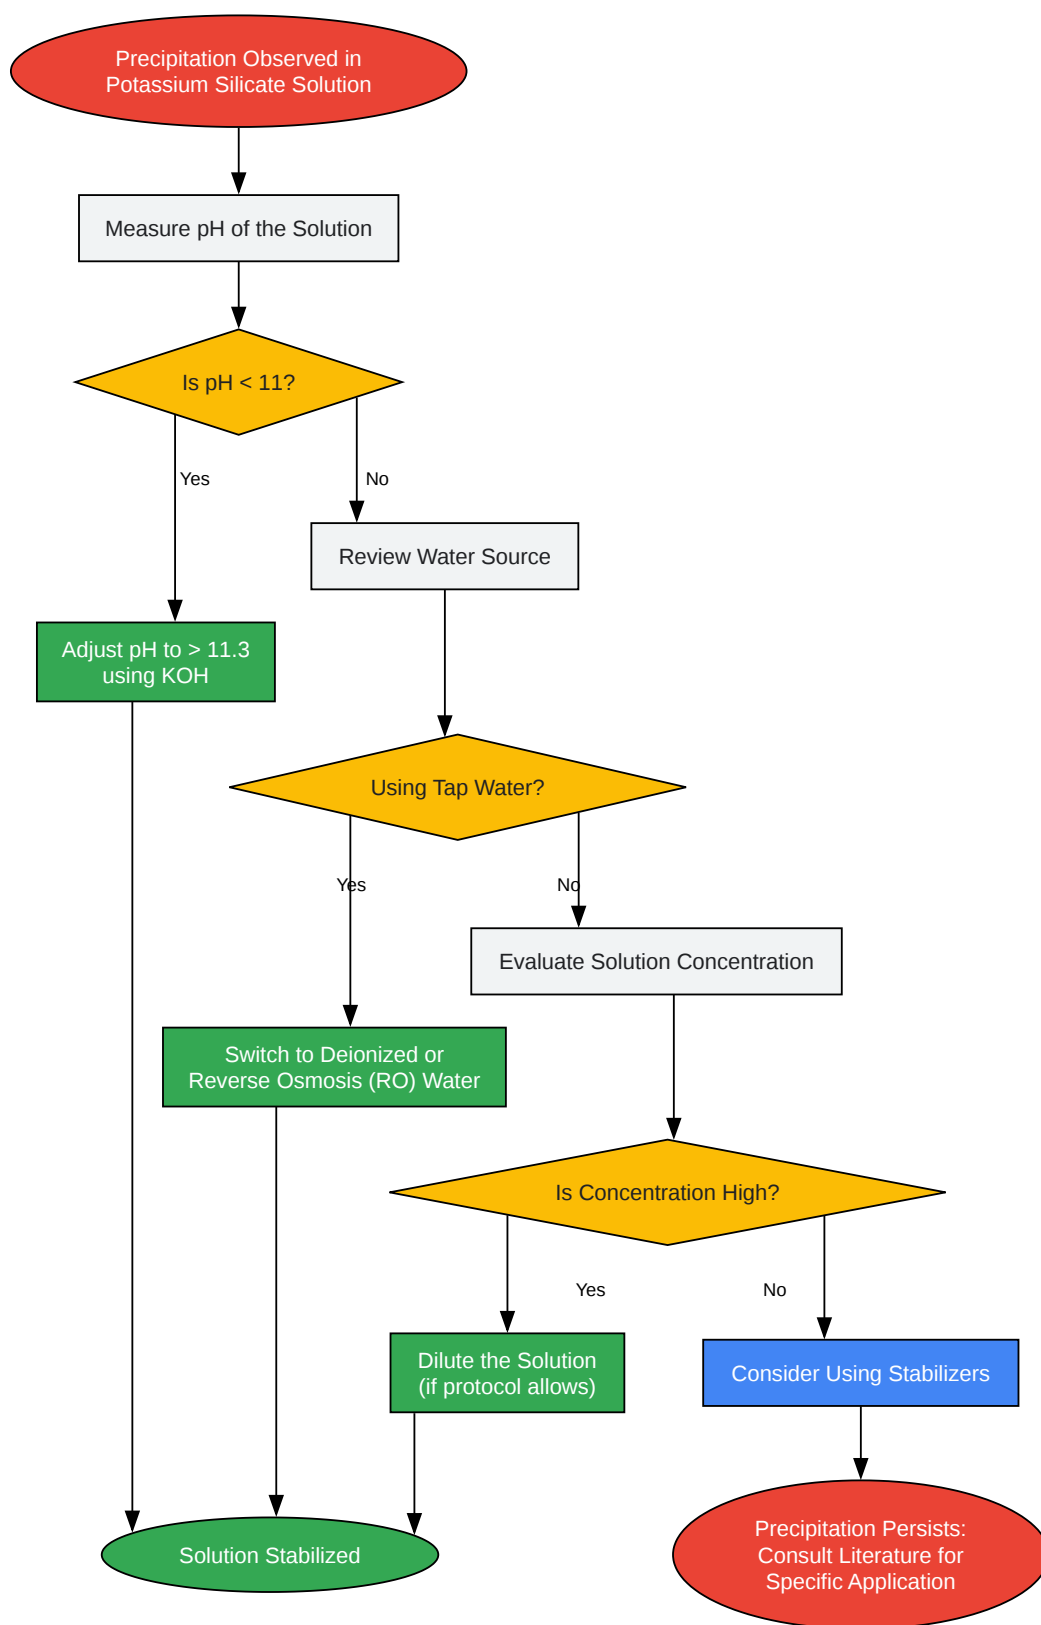 Precipitation Observed in
Potassium Silicate Solution
Measure pH of the Solution
Is pH < 11?
Yes
No
Review Water Source
Adjust pH to > 11.3
using KOH
Using Tap Water?
Yes
No
Evaluate Solution Concentration
Switch to Deionized or
Reverse Osmosis (RO) Water
Is Concentration High?
Yes
No
Dilute the Solution
(if protocol allows)
Consider Using Stabilizers
Solution Stabilized
Precipitation Persists:
Consult Literature for
Specific Application